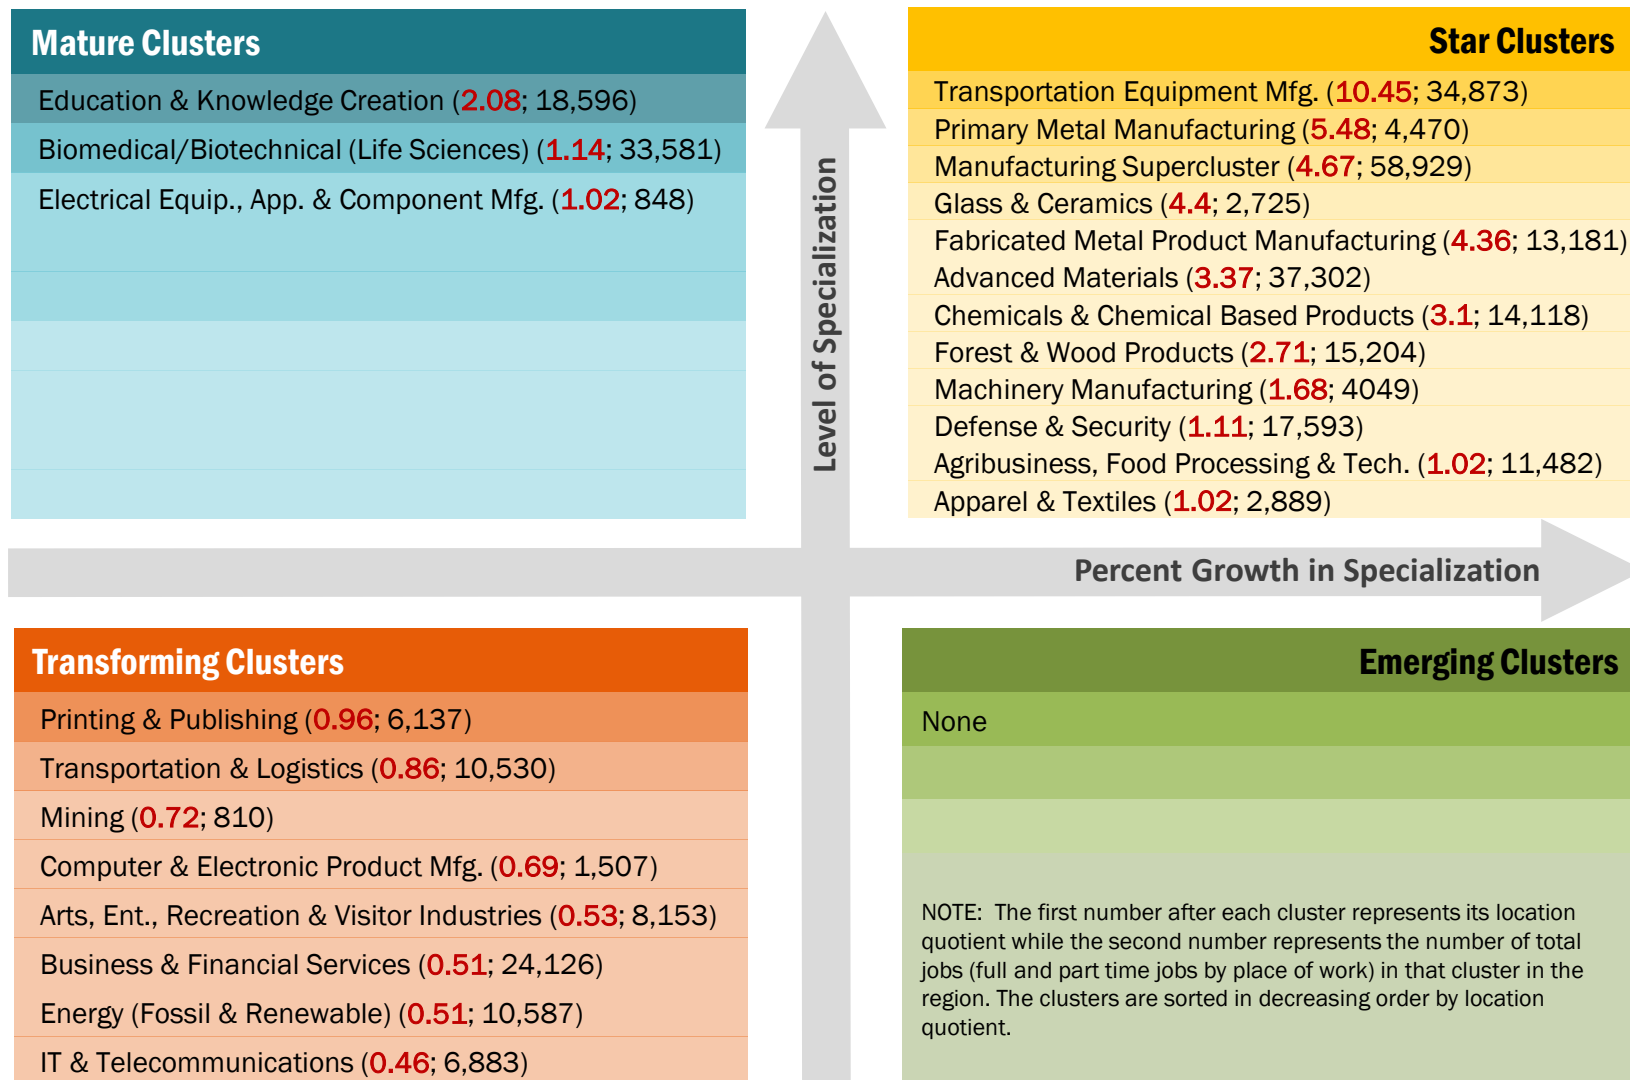 Mature Clusters
Education & Knowledge Creation (2.08; 18,596)
Biomedical/Biotechnical (Life Sciences) (1.14; 33,581)
Electrical Equip., App. & Component Mfg. (1.02; 848)
Star Clusters
Transportation Equipment Mfg. (10.45; 34,873)
Primary Metal Manufacturing (5.48; 4,470)
Manufacturing Supercluster (4.67; 58,929)
Glass & Ceramics (4.4; 2,725)
Fabricated Metal Product Manufacturing (4.36; 13,181)
Advanced Materials (3.37; 37,302)
Chemicals & Chemical Based Products (3.1; 14,118)
Forest & Wood Products (2.71; 15,204)
Machinery Manufacturing (1.68; 4049)
Defense & Security (1.11; 17,593)
Agribusiness, Food Processing & Tech. (1.02; 11,482)
Apparel & Textiles (1.02; 2,889)
Level of Specialization
Percent Growth in Specialization
Transforming Clusters
Printing & Publishing (0.96; 6,137)
Transportation & Logistics (0.86; 10,530)
Mining (0.72; 810)
Computer & Electronic Product Mfg. (0.69; 1,507)
Arts, Ent., Recreation & Visitor Industries (0.53; 8,153)
Business & Financial Services (0.51; 24,126)
Energy (Fossil & Renewable) (0.51; 10,587)
IT & Telecommunications (0.46; 6,883)
Emerging Clusters
None
NOTE: The first number after each cluster represents its location
quotient while the second number represents the number of total
jobs (full and part time jobs by place of work) in that cluster in the
region. The clusters are sorted in decreasing order by location
quotient.